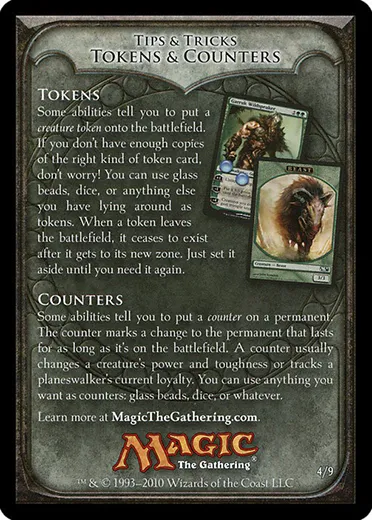 TIPS & TRICKS
TOKENS & COUNTERS
TOKENS
Some abilities tell you to put a
creature token onto the battlefield.
If you don't have enough copies
of the right kind of token card,
don't worry! You can use glass
beads, dice, or anything else
you have lying around as
tokens. When a token leaves
the battlefield, it ceases to exist
after it gets to its new zone. Just set it
aside until you need it again.
Garruk Wildspeaker
BEAST
Creature — Beast
3/3
COUNTERS
Some abilities tell you to put a counter on a permanent.
The counter marks a change to the permanent that lasts
for as long as it's on the battlefield. A counter usually
changes a creature's power and toughness or tracks a
planeswalker's current loyalty. You can use anything you
want as counters: glass beads, dice, or whatever.
Learn more at MagicTheGathering.com.
MAGIC
The Gathering®
4/9
™ & © 1993–2010 Wizards of the Coast LLC